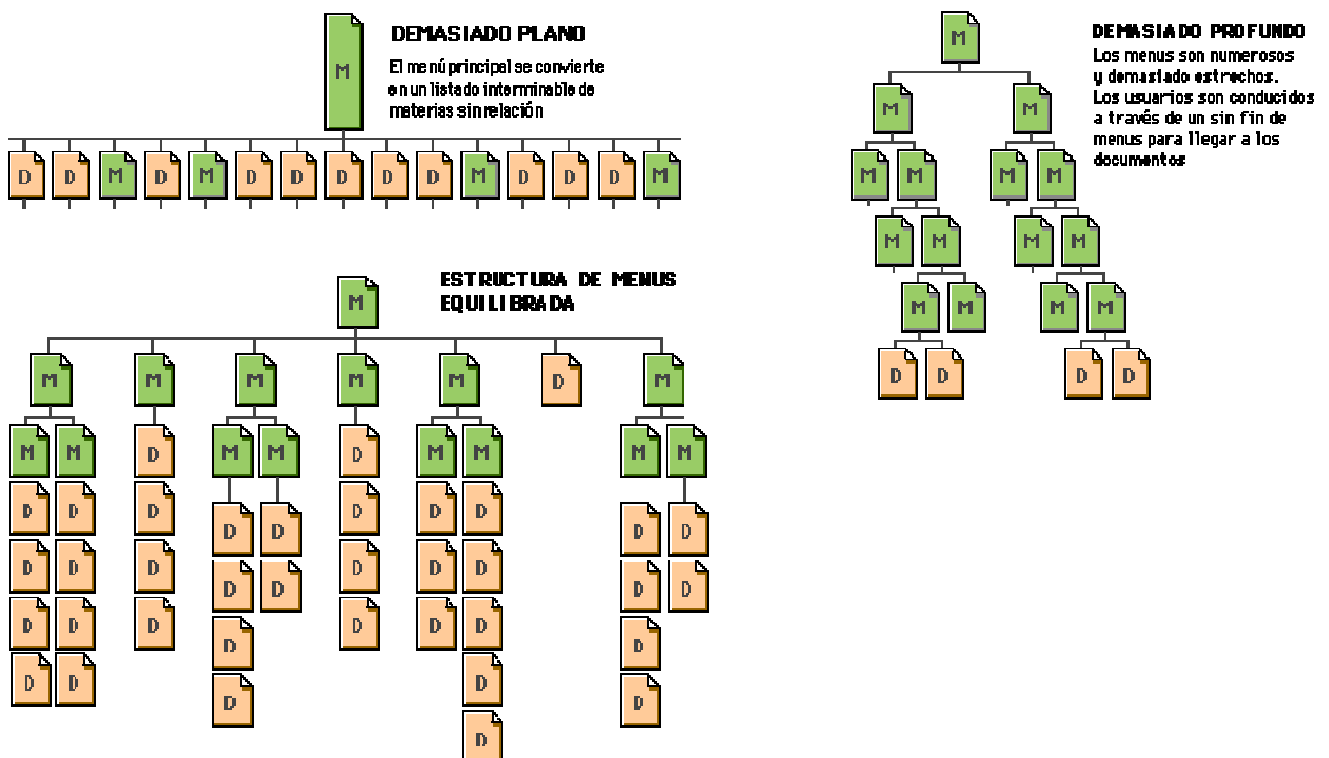 DEMASIADO PLANO
El menú principal se convierte
en un listado interminable de
materias sin relación
M
D D M D M D D D D D M D D D M
DEMASIADO PROFUNDO
Los menus son numerosos
y demasiado estrechos.
Los usuarios son conducidos
a través de un sin fin de
menus para llegar a los
documentos
M
M M
M M M M
M M M M
M M M M
D D D D
ESTRUCTURA DE MENUS
EQUILIBRADA
M
M M M M M D M
M M D M M D M M M M
D D D D D D D D D D
D D D D D D D D D D
D D D D D D D D D
D D D D D
D